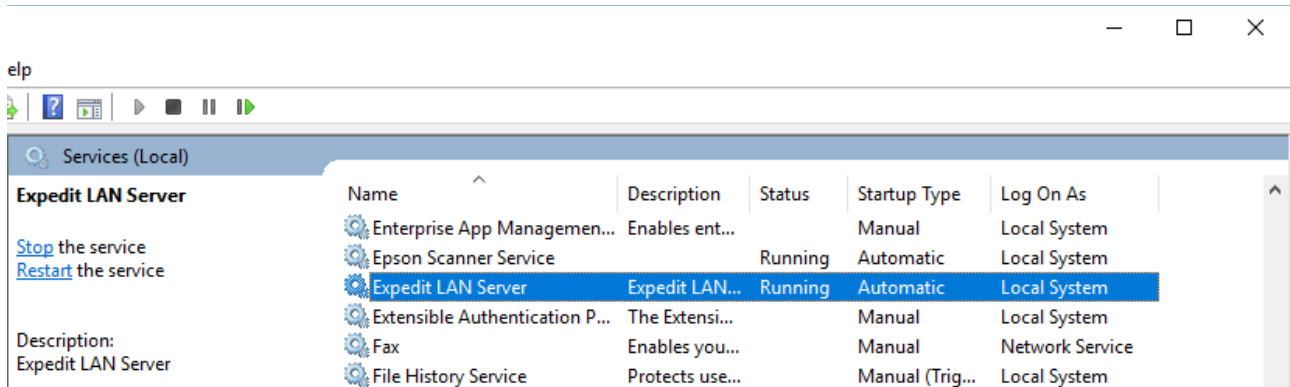 elp
Services (Local)
Expedit LAN Server
Stop the service
Restart the service
Description:
Expedit LAN Server
Name Description Status Startup Type Log On As
Enterprise App Managemen... Enables ent... Manual Local System
Epson Scanner Service Running Automatic Local System
Expedit LAN Server Expedit LAN... Running Automatic Local System
Extensible Authentication P... The Extensi... Manual Local System
Fax Enables you... Manual Network Service
File History Service Protects use... Manual (Trig... Local System